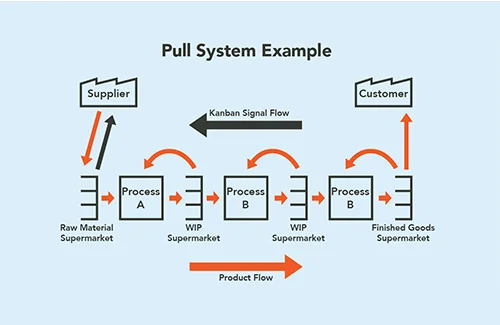 Pull System Example
Supplier
Customer
Kanban Signal Flow
Process
A
Process
B
Process
B
Raw Material
Supermarket
WIP
Supermarket
WIP
Supermarket
Finished Goods
Supermarket
Product Flow